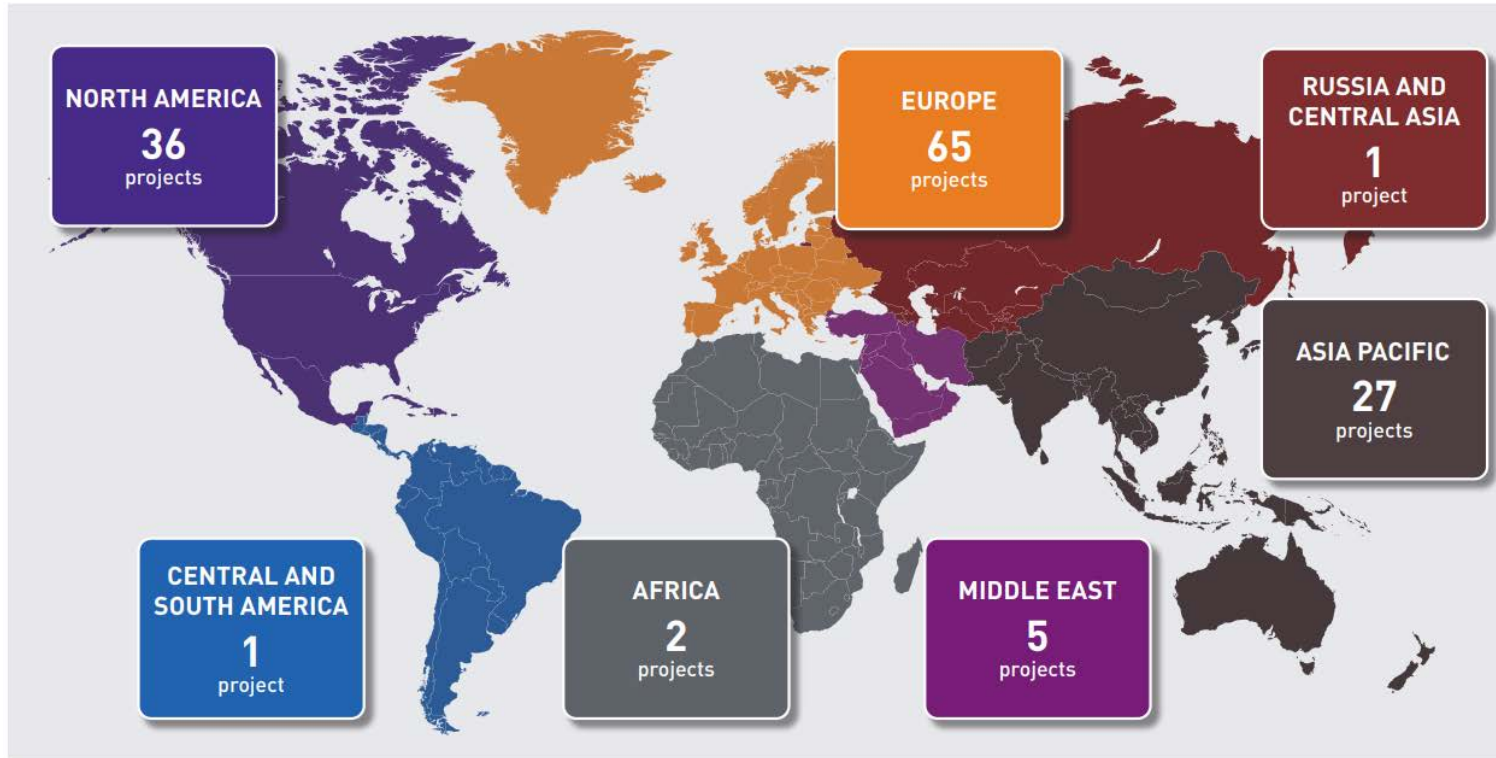 NORTH AMERICA
36
projects
EUROPE
65
projects
RUSSIA AND
CENTRAL ASIA
1
project
ASIA PACIFIC
27
projects
CENTRAL AND
SOUTH AMERICA
1
project
AFRICA
2
projects
MIDDLE EAST
5
projects